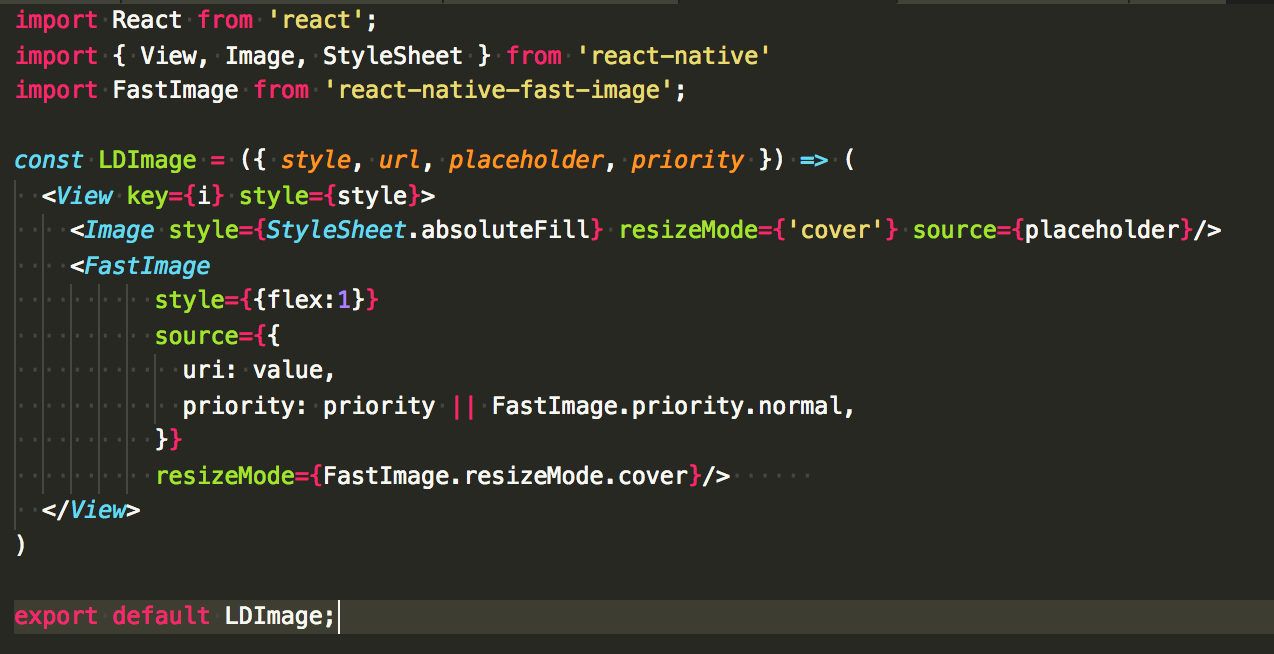 import React from 'react';
import { View, Image, StyleSheet } from 'react-native'
import FastImage from 'react-native-fast-image';

const LDImage = ({ style, url, placeholder, priority }) => (
  <View key={i} style={style}>
    <Image style={StyleSheet.absoluteFill} resizeMode={'cover'} source={placeholder}/>
    <FastImage
          style={{flex:1}}
          source={{
            uri: value,
            priority: priority || FastImage.priority.normal,
          }}
          resizeMode={FastImage.resizeMode.cover}/>
  </View>
)

export default LDImage;